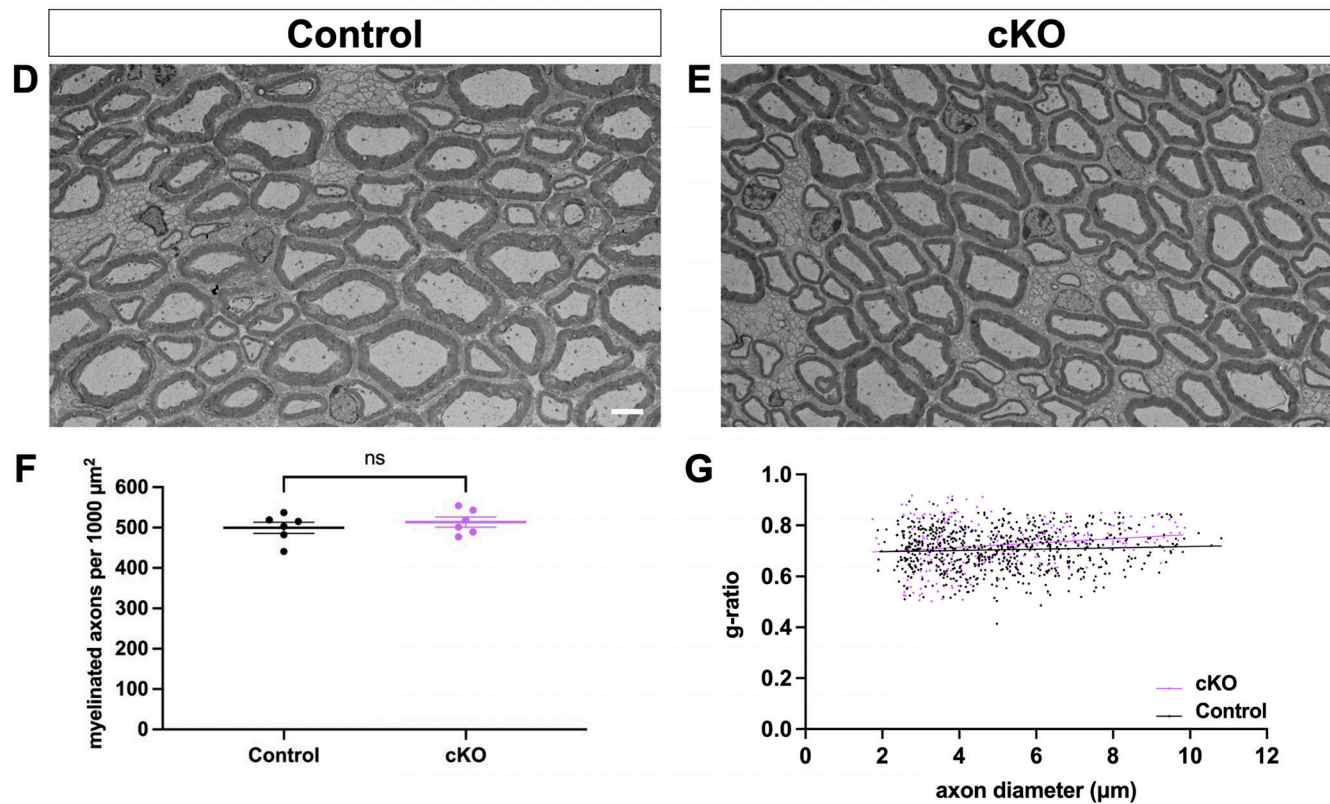 Control
cKO
D
E
F
ns
myelinated axons per 1000 µm²
600
500
400
300
200
100
0
Control
cKO
G
1.0
0.8
0.6
0.4
0.2
0.0
g-ratio
cKO
Control
0
2
4
6
8
10
12
axon diameter (µm)